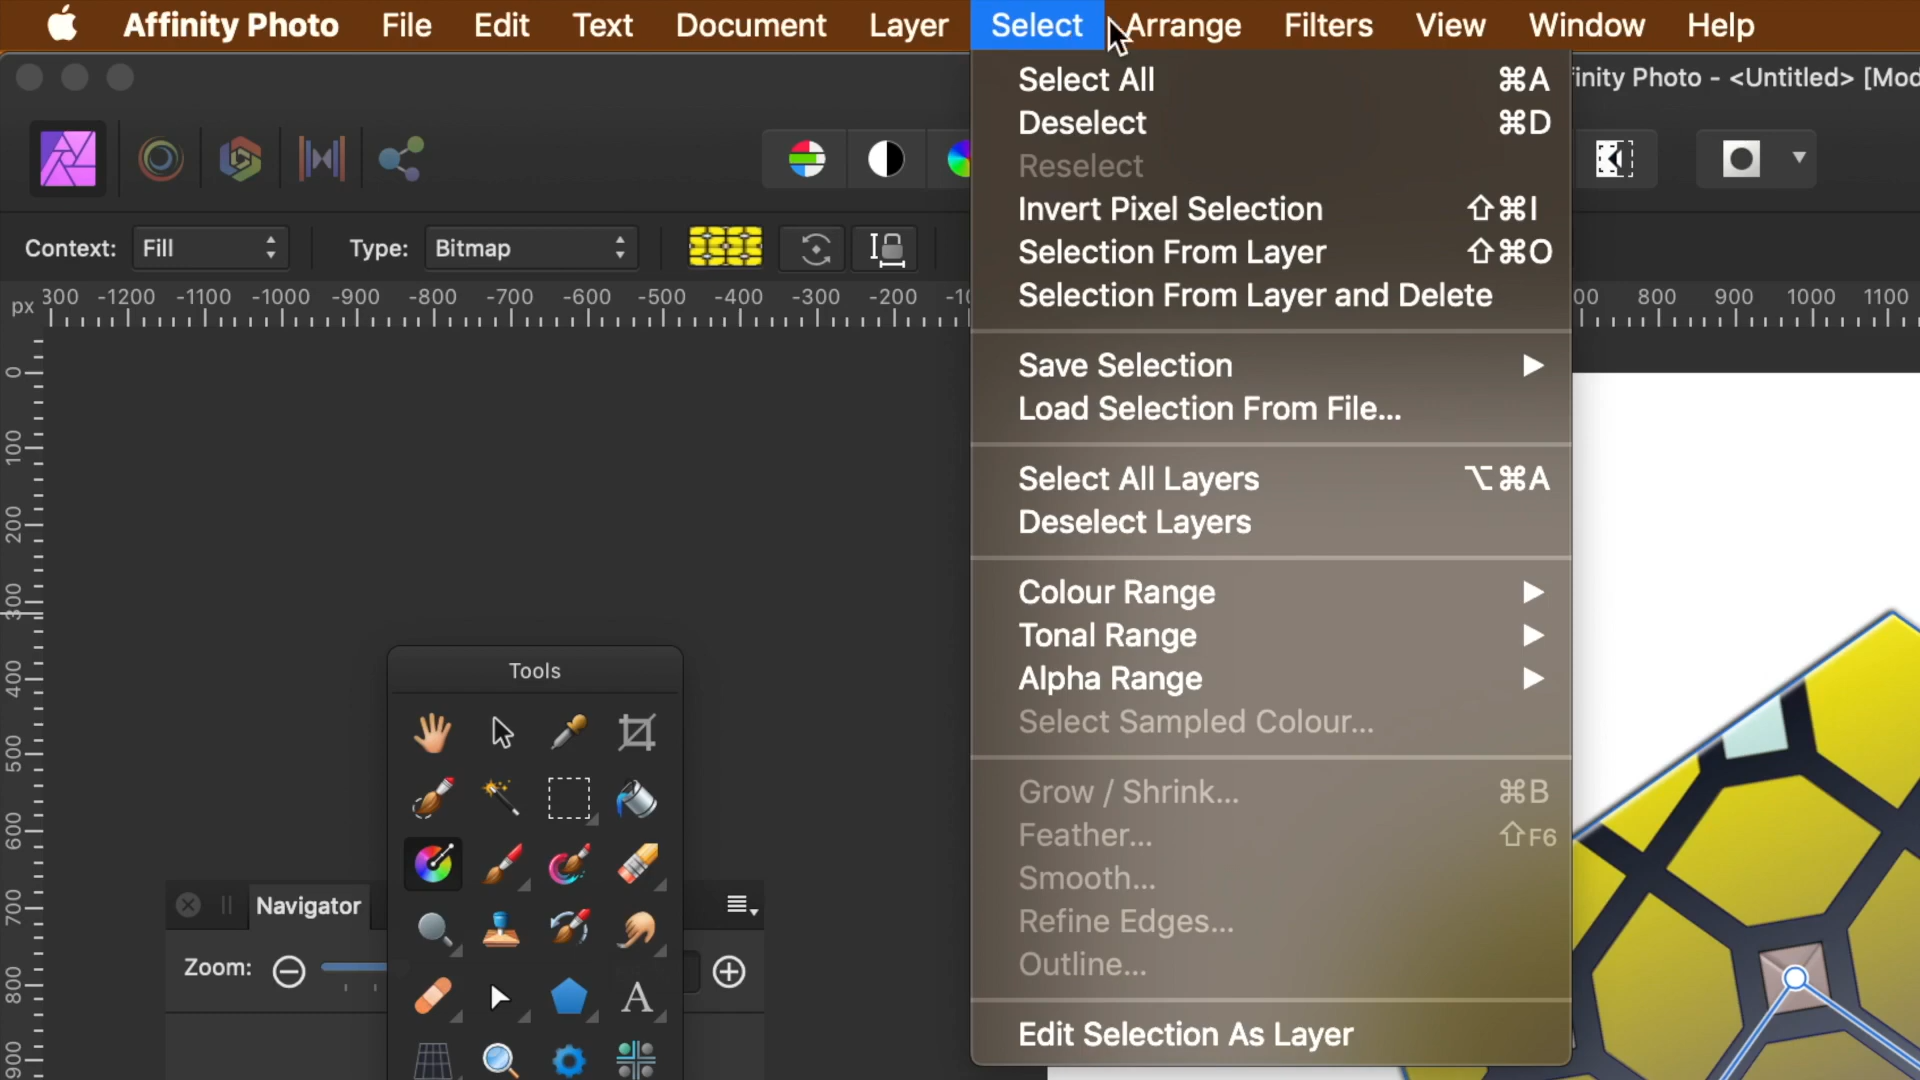 Affinity Photo File Edit Text Document Layer Select Arrange Filters View Window Help
Affinity Photo - <Untitled> [Mod
Context: Fill Type: Bitmap
px 300 -1200 -1100 -1000 -900 -800 -700 -600 -500 -400 -300 -200 -10 00 800 900 1000 1100
0
100
200
300
400
500
600
700
800
900
Select All ⌘A
Deselect ⌘D
Reselect
Invert Pixel Selection ⇧⌘I
Selection From Layer ⇧⌘O
Selection From Layer and Delete
Save Selection ▶
Load Selection From File...
Select All Layers ⌥⌘A
Deselect Layers
Colour Range ▶
Tonal Range ▶
Alpha Range ▶
Select Sampled Colour...
Grow / Shrink... ⌘B
Feather... ⇧F6
Smooth...
Refine Edges...
Outline...
Edit Selection As Layer
Tools
A
Navigator
Zoom: